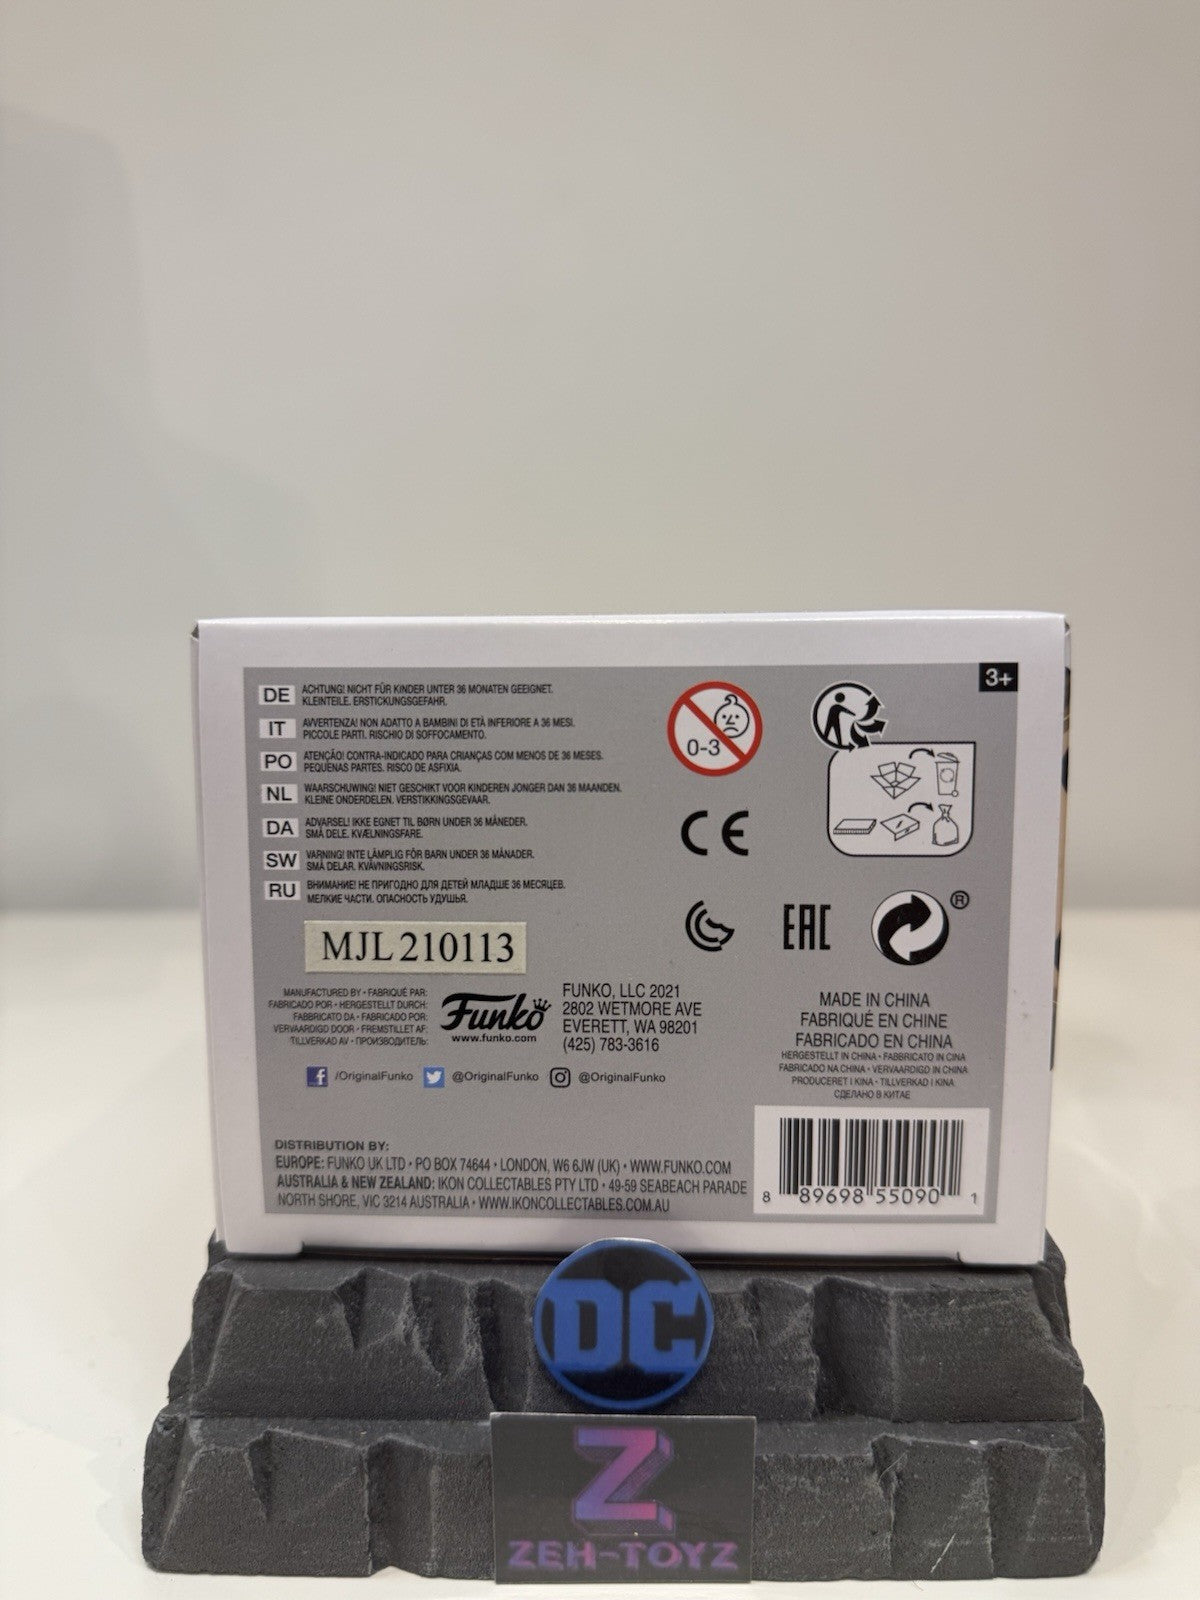 3+
DE ACHTUNG! NICHT FÜR KINDER UNTER 36 MONATEN GEEIGNET.
KLEINTEILE. ERSTICKUNGSGEFAHR.
IT AVVERTENZA! NON ADATTO A BAMBINI DI ETÀ INFERIORE A 36 MESI.
PICCOLE PARTI. RISCHIO DI SOFFOCAMENTO.
PO ATENÇÃO! CONTRA-INDICADO PARA CRIANÇAS COM MENOS DE 36 MESES.
PEQUENAS PARTES. RISCO DE ASFIXIA.
NL WAARSCHUWING! NIET GESCHIKT VOOR KINDEREN JONGER DAN 36 MAANDEN.
KLEINE ONDERDELEN. VERSTIKKINGSGEVAAR.
DA ADVARSEL! IKKE EGNET TIL BØRN UNDER 36 MÅNEDER.
SMÅ DELE. KVÆLNINGSFARE.
SW VARNING! INTE LÄMPLIG FÖR BARN UNDER 36 MÅNADER.
SMÅ DELAR. KVÄVNINGSRISK.
RU ВНИМАНИЕ! НЕ ПРИГОДНО ДЛЯ ДЕТЕЙ МЛАДШЕ 36 МЕСЯЦЕВ.
МЕЛКИЕ ЧАСТИ. ОПАСНОСТЬ УДУШЬЯ.
0-3
CE
EAC
®
MJL 210113
MANUFACTURED BY • FABRIQUÉ PAR:
FABRICADO POR • HERGESTELLT DURCH:
FABBRICATO DA • FABRICADO POR:
VERVAARDIGD DOOR • FREMSTILLET AF:
TILLVERKAD AV • ПРОИЗВОДИТЕЛЬ:
Funko
www.funko.com
FUNKO, LLC 2021
2802 WETMORE AVE
EVERETT, WA 98201
(425) 783-3616
/OriginalFunko @OriginalFunko @OriginalFunko
MADE IN CHINA
FABRIQUÉ EN CHINE
FABRICADO EN CHINA
HERGESTELLT IN CHINA • FABBRICATO IN CINA
FABRICADO NA CHINA • VERVAARDIGD IN CHINA
PRODUCERET I KINA • TILLVERKAD I KINA
СДЕЛАНО В КИТАЕ
DISTRIBUTION BY:
EUROPE: FUNKO UK LTD • PO BOX 74644 • LONDON, W6 6JW (UK) • WWW.FUNKO.COM
AUSTRALIA & NEW ZEALAND: IKON COLLECTABLES PTY LTD • 49-59 SEABEACH PARADE
NORTH SHORE, VIC 3214 AUSTRALIA • WWW.IKONCOLLECTABLES.COM.AU
8 89698 55090 1
DC
Z
ZEH-TOYZ